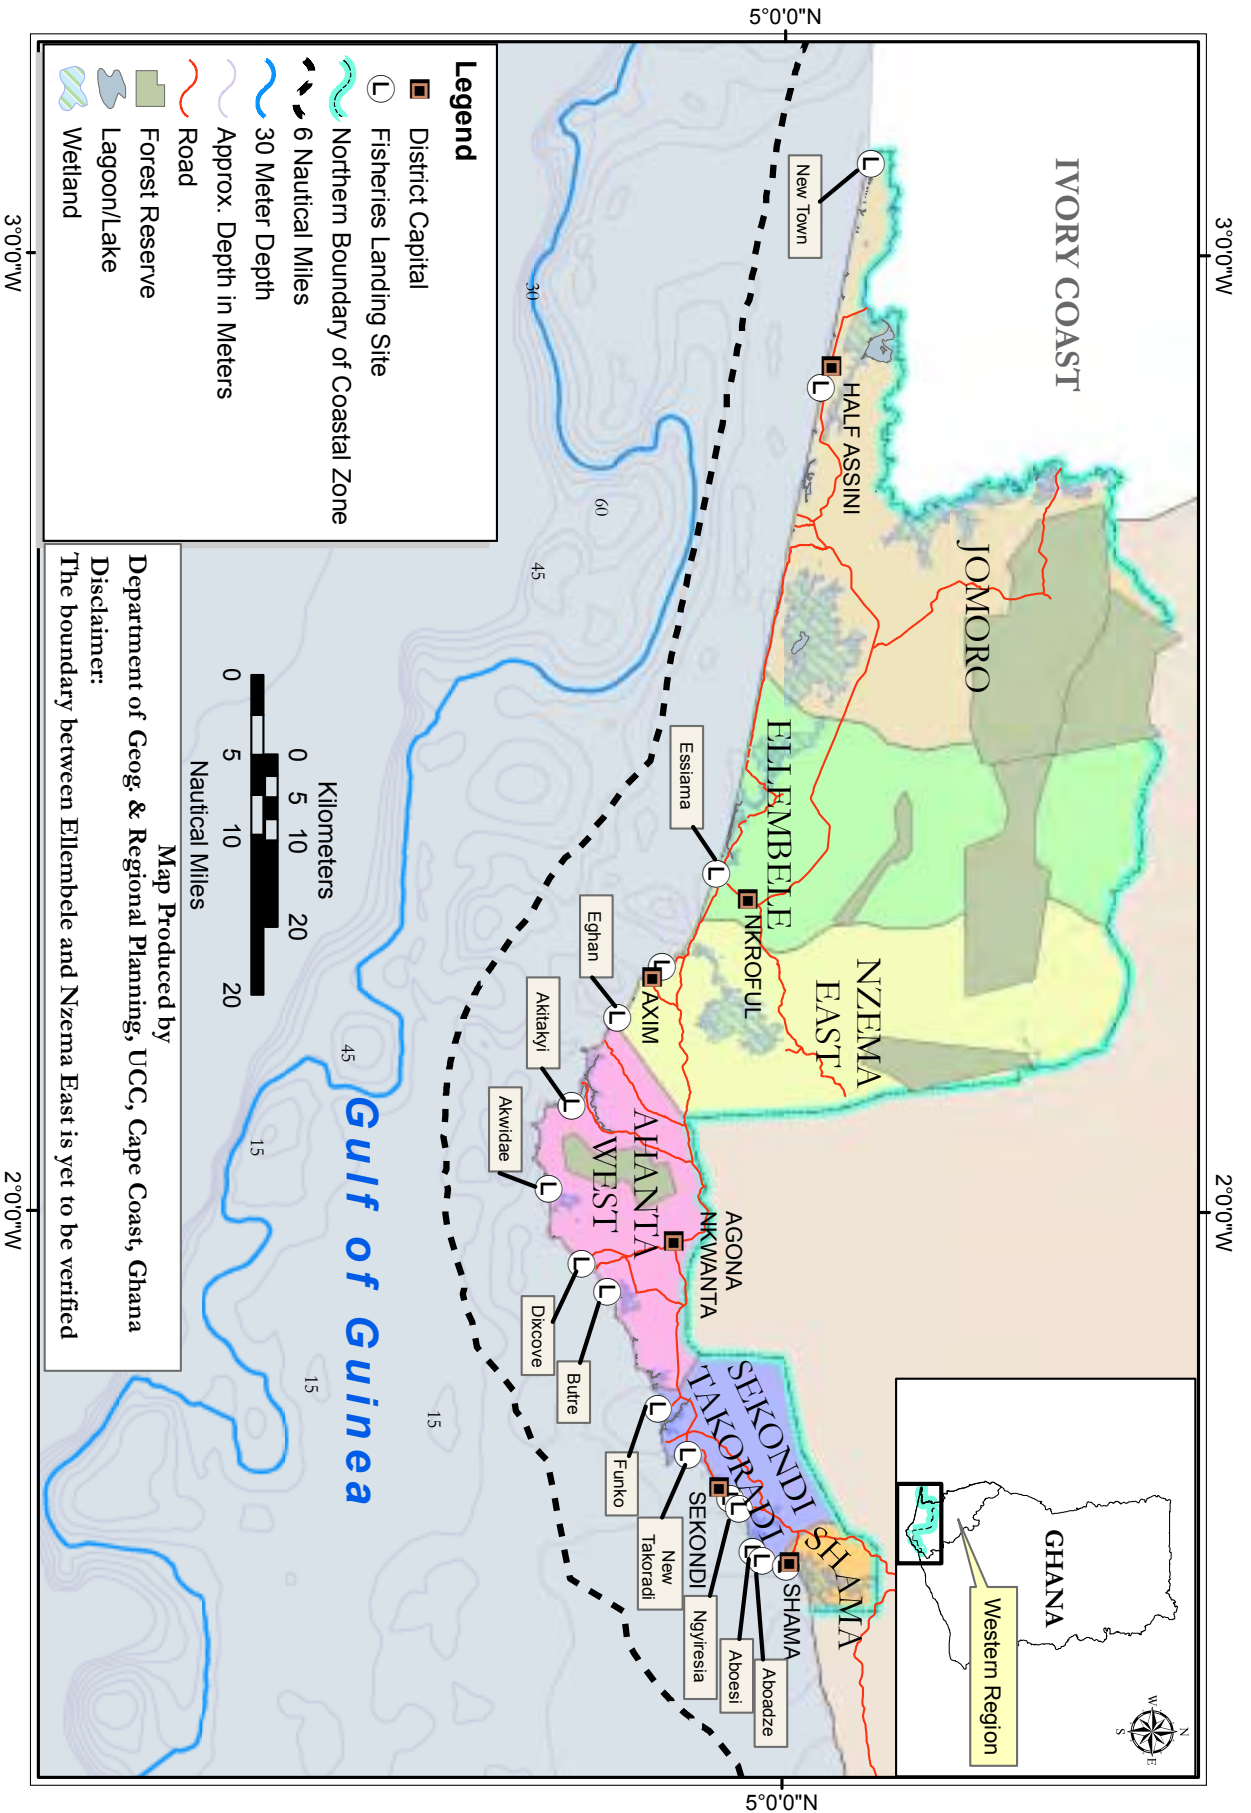 3°0'0"W
2°0'0"W
5°0'0"N
5°0'0"N
3°0'0"W
2°0'0"W
IVORY COAST
JOMORO
ELLEMBELE
NZEMA
EAST
AHANTA
WEST
SEKONDI
TAKORADI
SHAMA
HALF ASSINI
NKROFUL
AXIM
AGONA
NKWANTA
SEKONDI
SHAMA
New Town
Essiama
Eghan
Akitakyi
Akwidae
Dixcove
Butre
Funko
New
Takoradi
Ngyiresia
Aboesi
Aboadze
L
L
L
L
L
L
L
L
L
L
L
L
L
L
30
60
45
45
15
15
15
Gulf of Guinea
GHANA
Western Region
N
W
E
S
Legend
District Capital
L
Fisheries Landing Site
Northern Boundary of Coastal Zone
6 Nautical Miles
30 Meter Depth
Approx. Depth in Meters
Road
Forest Reserve
Lagoon/Lake
Wetland
Kilometers
0 5 10 20
0 5 10 20
Nautical Miles
Map Produced by
Department of Geog. & Regional Planning, UCC, Cape Coast, Ghana
Disclaimer:
The boundary between Ellembele and Nzema East is yet to be verified